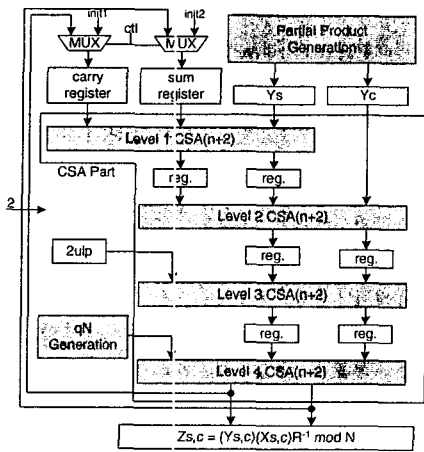 init1 init2
MUX ctl MUX
Partial Product
Generation
carry
register
sum
register
Ys Yc
Level 1 CSA(n+2)
CSA Part
reg. reg.
2
Level 2 CSA(n+2)
2ulp
reg. reg.
Level 3 CSA(n+2)
qN
Generation
reg. reg.
Level 4 CSA(n+2)
Zs,c = (Ys,c)(Xs,c)R⁻¹ mod N